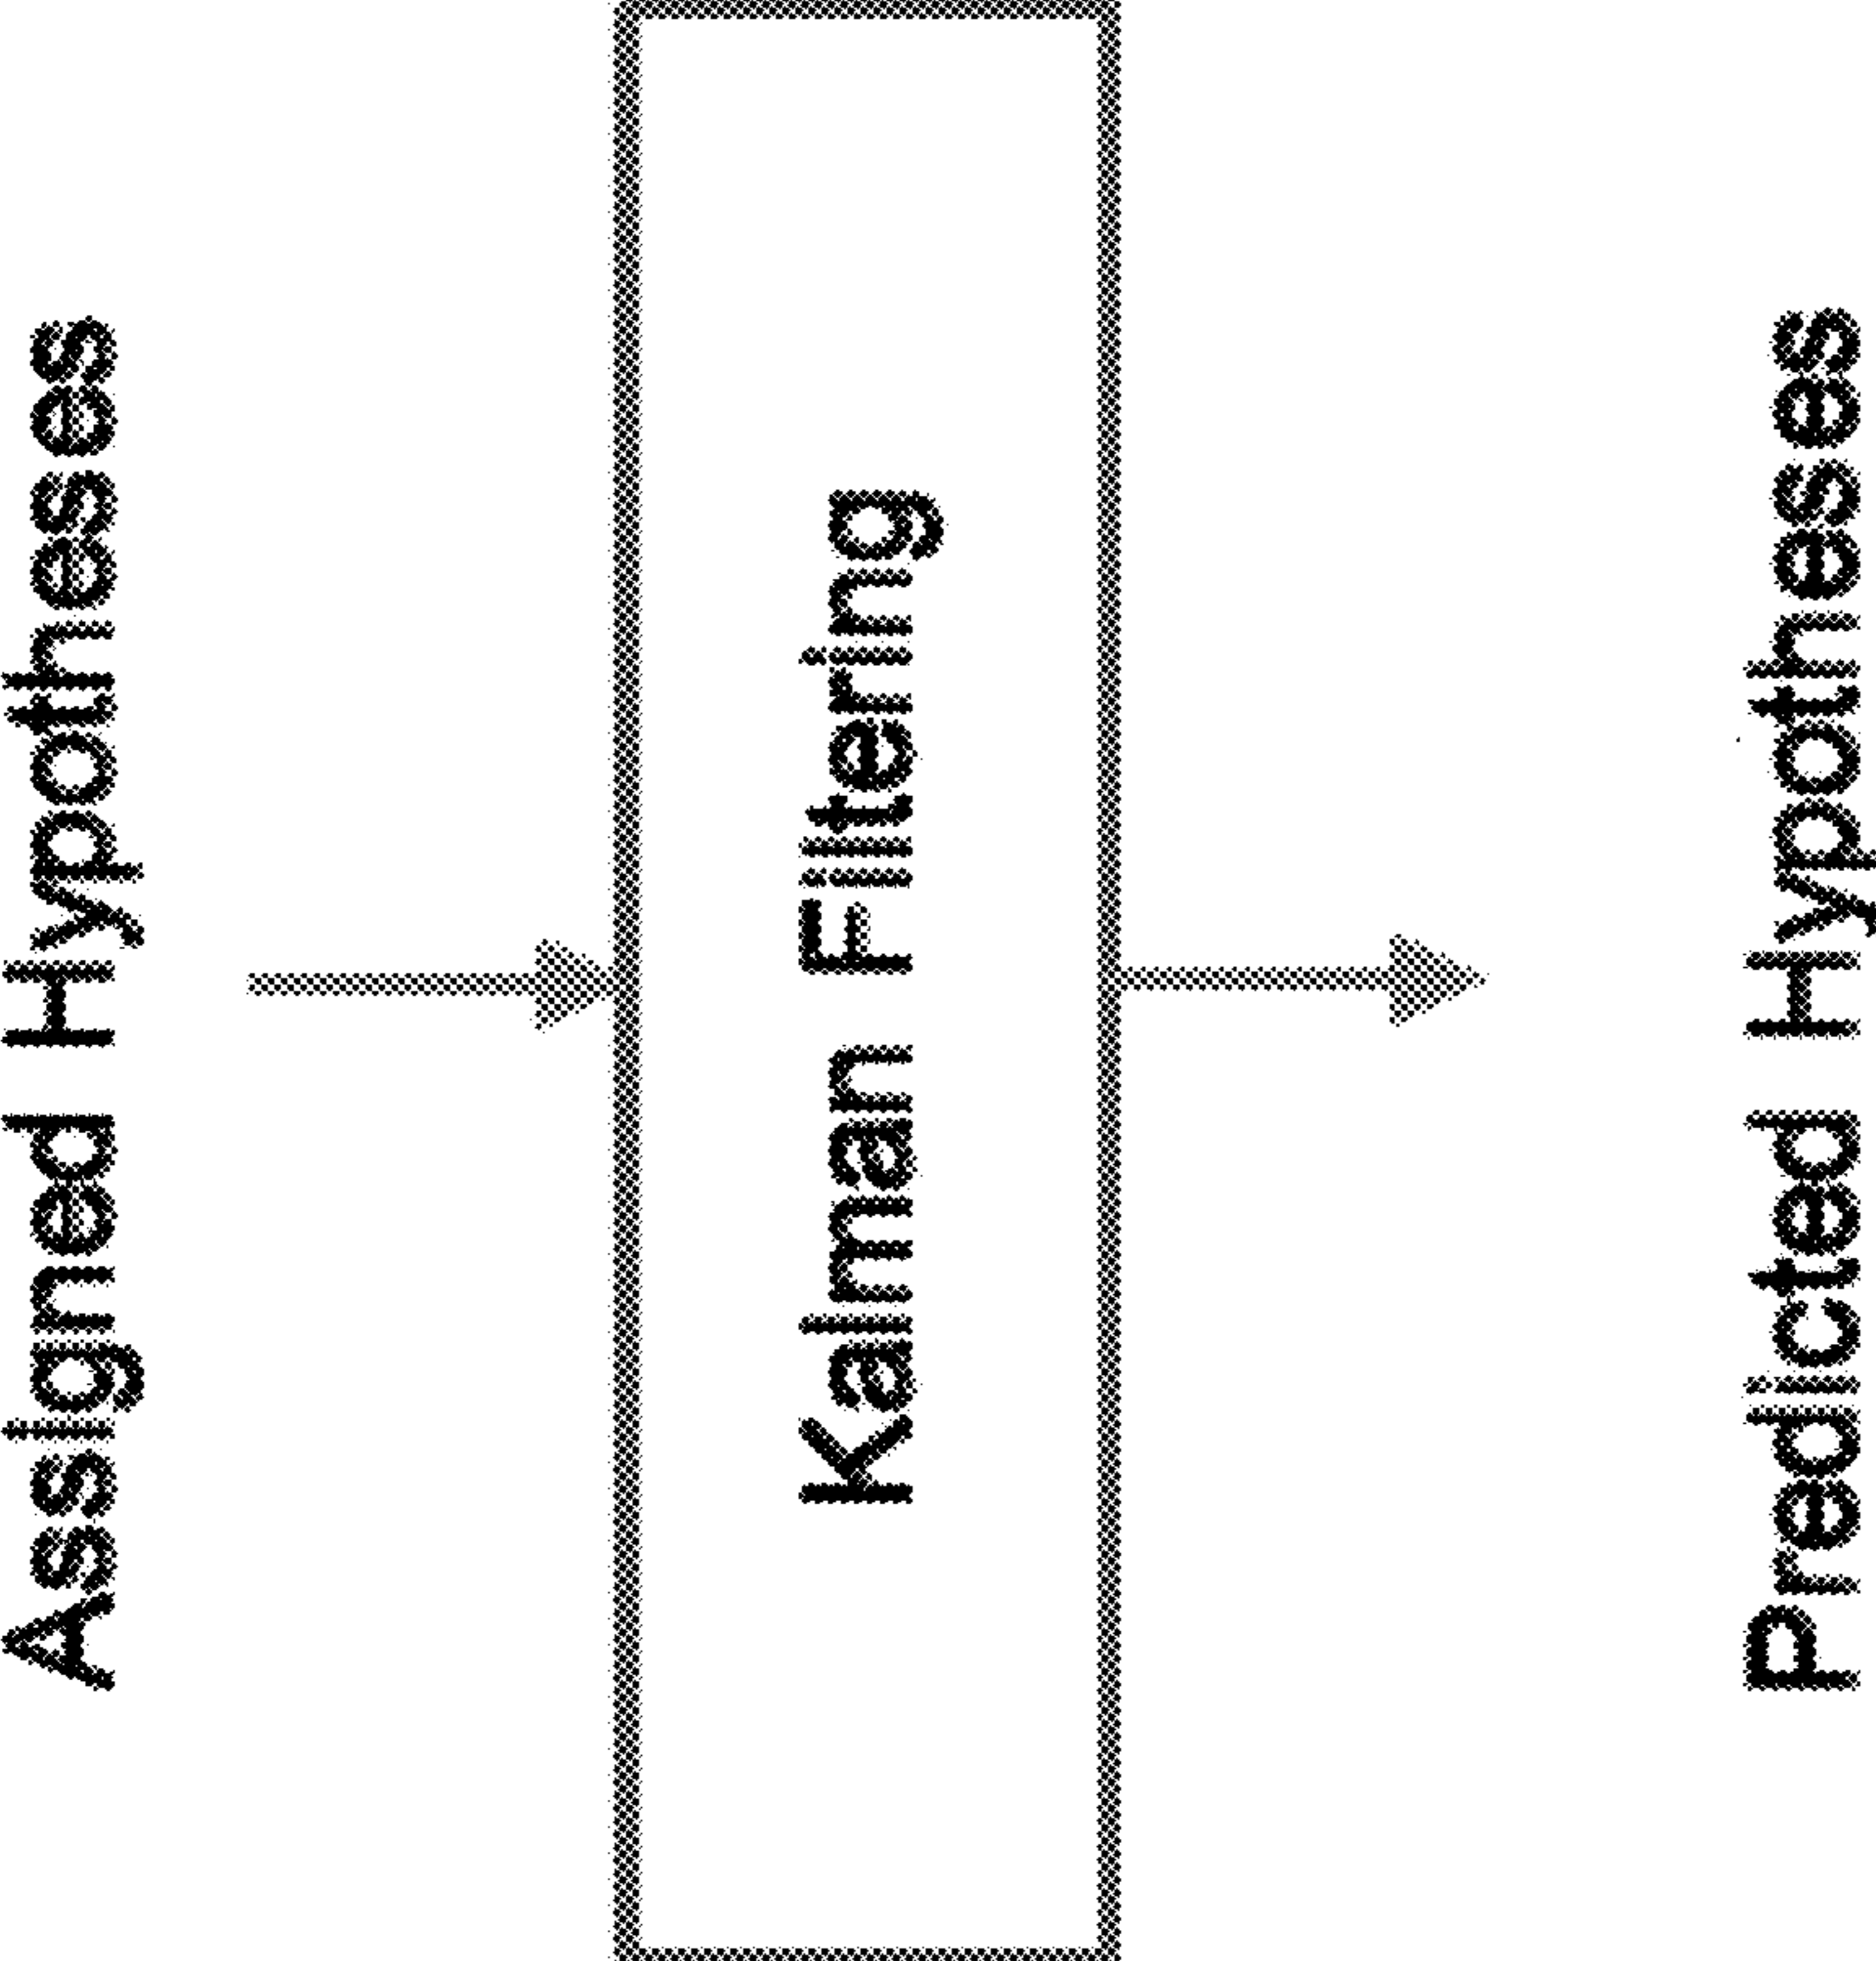 Assigned Hypotheses
Kalman Filtering
Predicted Hypotheses